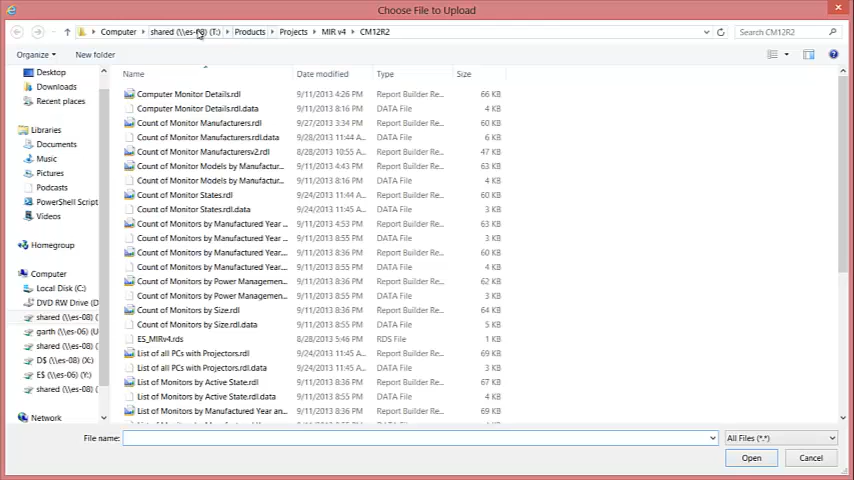 Choose File to Upload
Computer shared (\\es-08) (T:) Products Projects MIR v4 CM12R2
Search CM12R2
Organize New folder
Name Date modified Type Size
Desktop
Downloads
Recent places
Libraries
Documents
Music
Pictures
Podcasts
PowerShell Script
Videos
Homegroup
Computer
Local Disk (C:)
DVD RW Drive (D
shared (\\es-08) (
garth (\\es-06) (U
shared (\\es-08) (
D$ (\\es-06) (X:)
E$ (\\es-06) (Y:)
shared (\\es-08) (
Network
Computer Monitor Details.rdl 9/11/2013 4:26 PM Report Builder Re... 66 KB
Computer Monitor Details.rdl.data 9/11/2013 8:16 PM DATA File 4 KB
Count of Monitor Manufacturers.rdl 9/27/2013 3:34 PM Report Builder Re... 60 KB
Count of Monitor Manufacturers.rdl.data 9/28/2013 11:44 A... DATA File 6 KB
Count of Monitor Manufacturersv2.rdl 8/28/2013 10:55 A... Report Builder Re... 47 KB
Count of Monitor Models by Manufactur... 9/11/2013 4:43 PM Report Builder Re... 63 KB
Count of Monitor Models by Manufactur... 9/11/2013 8:16 PM DATA File 4 KB
Count of Monitor States.rdl 9/24/2013 11:44 A... Report Builder Re... 60 KB
Count of Monitor States.rdl.data 9/24/2013 11:45 A... DATA File 3 KB
Count of Monitors by Manufactured Year ... 9/11/2013 4:53 PM Report Builder Re... 63 KB
Count of Monitors by Manufactured Year ... 9/11/2013 8:55 PM DATA File 3 KB
Count of Monitors by Manufactured Year.... 9/11/2013 8:36 PM Report Builder Re... 60 KB
Count of Monitors by Manufactured Year.... 9/11/2013 8:55 PM DATA File 4 KB
Count of Monitors by Power Managemen... 9/11/2013 8:36 PM Report Builder Re... 62 KB
Count of Monitors by Power Managemen... 9/11/2013 8:55 PM DATA File 3 KB
Count of Monitors by Size.rdl 9/11/2013 8:36 PM Report Builder Re... 64 KB
Count of Monitors by Size.rdl.data 9/11/2013 8:55 PM DATA File 5 KB
ES_MIRv4.rds 8/28/2013 5:46 PM RDS File 1 KB
List of all PCs with Projectors.rdl 9/24/2013 11:45 A... Report Builder Re... 69 KB
List of all PCs with Projectors.rdl.data 9/24/2013 11:45 A... DATA File 3 KB
List of Monitors by Active State.rdl 9/11/2013 8:36 PM Report Builder Re... 67 KB
List of Monitors by Active State.rdl.data 9/11/2013 8:55 PM DATA File 4 KB
List of Monitors by Manufactured Year an... 9/11/2013 8:36 PM Report Builder Re... 69 KB
File name: All Files (*.*)
Open Cancel